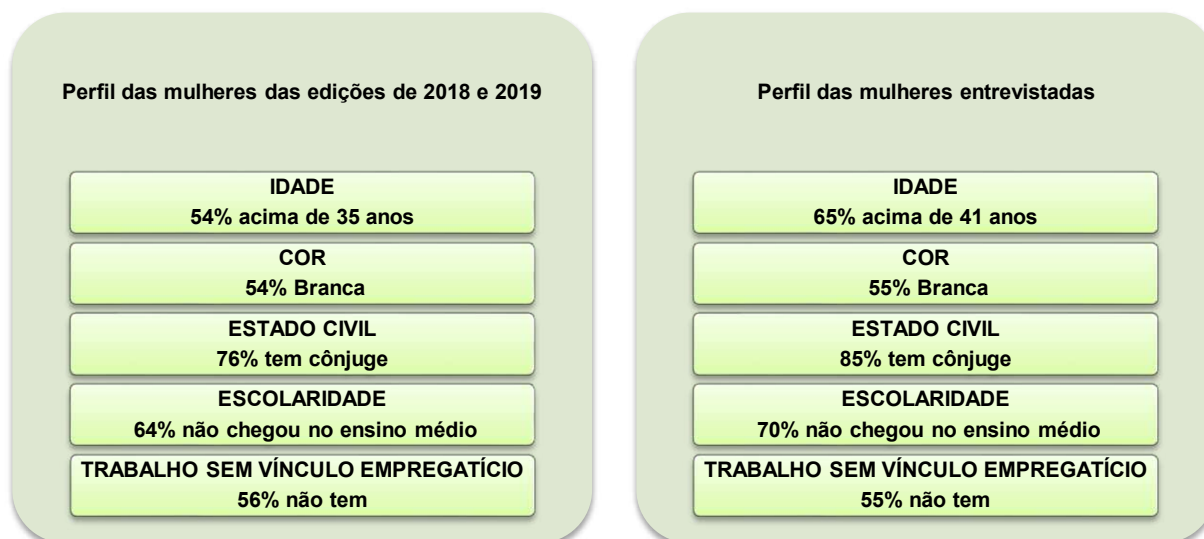 Perfil das mulheres das edições de 2018 e 2019
IDADE
54% acima de 35 anos
COR
54% Branca
ESTADO CIVIL
76% tem cônjuge
ESCOLARIDADE
64% não chegou no ensino médio
TRABALHO SEM VÍNCULO EMPREGATÍCIO
56% não tem
Perfil das mulheres entrevistadas
IDADE
65% acima de 41 anos
COR
55% Branca
ESTADO CIVIL
85% tem cônjuge
ESCOLARIDADE
70% não chegou no ensino médio
TRABALHO SEM VÍNCULO EMPREGATÍCIO
55% não tem